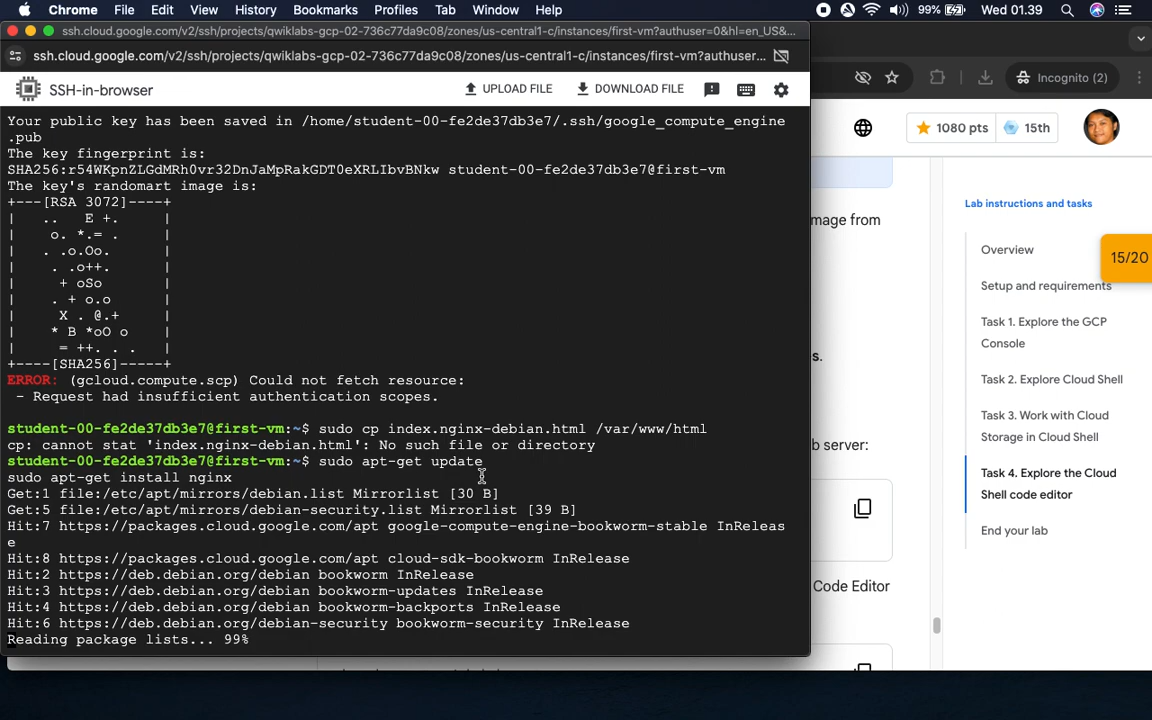 Chrome File Edit View History Bookmarks Profiles Tab Window Help 99% Wed 01.39
ssh.cloud.google.com/v2/ssh/projects/qwiklabs-gcp-02-736c77da9c08/zones/us-central1-c/instances/first-vm?authuser=0&hl=en_US&...
ssh.cloud.google.com/v2/ssh/projects/qwiklabs-gcp-02-736c77da9c08/zones/us-central1-c/instances/first-vm?authuser...
Incognito (2)
SSH-in-browser
UPLOAD FILE
DOWNLOAD FILE
1080 pts
15th
Your public key has been saved in /home/student-00-fe2de37db3e7/.ssh/google_compute_engine
.pub
The key fingerprint is:
SHA256:r54WKpnZLGdMRh0vr32DnJaMpRakGDT0eXRLIbvBNkw student-00-fe2de37db3e7@first-vm
The key's randomart image is:
+---[RSA 3072]----+
|    ..   E +.    |
|     o. *.= .    |
|    . .o.Oo.     |
|     . .o++.     |
|      + oSo      |
|     . + o.o     |
|      X . @.+    |
|     * B *oO o   |
|      = ++. . .  |
+----[SHA256]-----+
ERROR: (gcloud.compute.scp) Could not fetch resource:
- Request had insufficient authentication scopes.
student-00-fe2de37db3e7@first-vm:~$ sudo cp index.nginx-debian.html /var/www/html
cp: cannot stat 'index.nginx-debian.html': No such file or directory
student-00-fe2de37db3e7@first-vm:~$ sudo apt-get update
sudo apt-get install nginx
Get:1 file:/etc/apt/mirrors/debian.list Mirrorlist [30 B]
Get:5 file:/etc/apt/mirrors/debian-security.list Mirrorlist [39 B]
Hit:7 https://packages.cloud.google.com/apt google-compute-engine-bookworm-stable InReleas
e
Hit:8 https://packages.cloud.google.com/apt cloud-sdk-bookworm InRelease
Hit:2 https://deb.debian.org/debian bookworm InRelease
Hit:3 https://deb.debian.org/debian bookworm-updates InRelease
Hit:4 https://deb.debian.org/debian bookworm-backports InRelease
Hit:6 https://deb.debian.org/debian-security bookworm-security InRelease
Reading package lists... 99%
mage from
s.
b server:
Code Editor
Lab instructions and tasks
Overview
15/20
Setup and requirements
Task 1. Explore the GCP
Console
Task 2. Explore Cloud Shell
Task 3. Work with Cloud
Storage in Cloud Shell
Task 4. Explore the Cloud
Shell code editor
End your lab